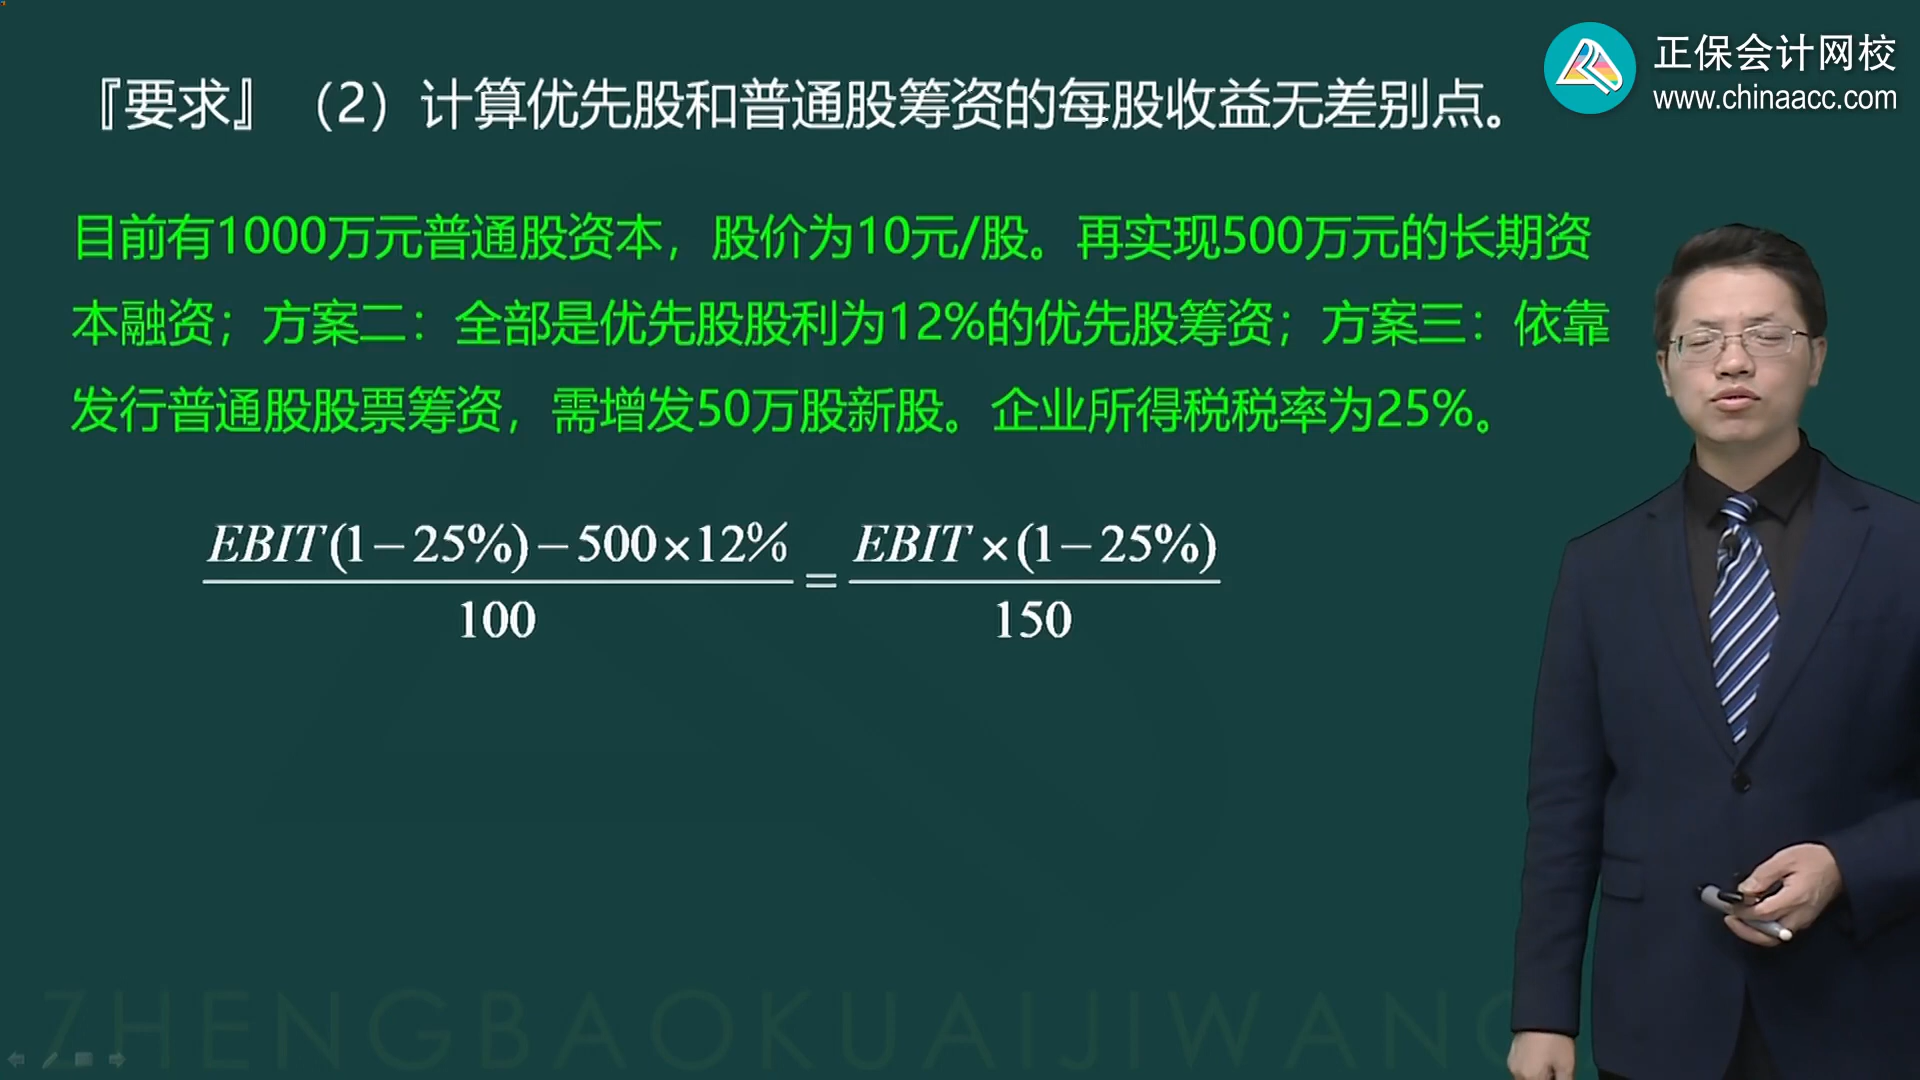 正保会计网校
www.chinaacc.com
『要求』（2）计算优先股和普通股筹资的每股收益无差别点。
目前有1000万元普通股资本，股价为10元/股。再实现500万元的长期资
本融资；方案二：全部是优先股股利为12%的优先股筹资；方案三：依靠
发行普通股股票筹资，需增发50万股新股。企业所得税税率为25%。
EBIT(1-25%)-500×12% = EBIT×(1-25%)
100 150
ZHENGBAOKUAIJIWANG